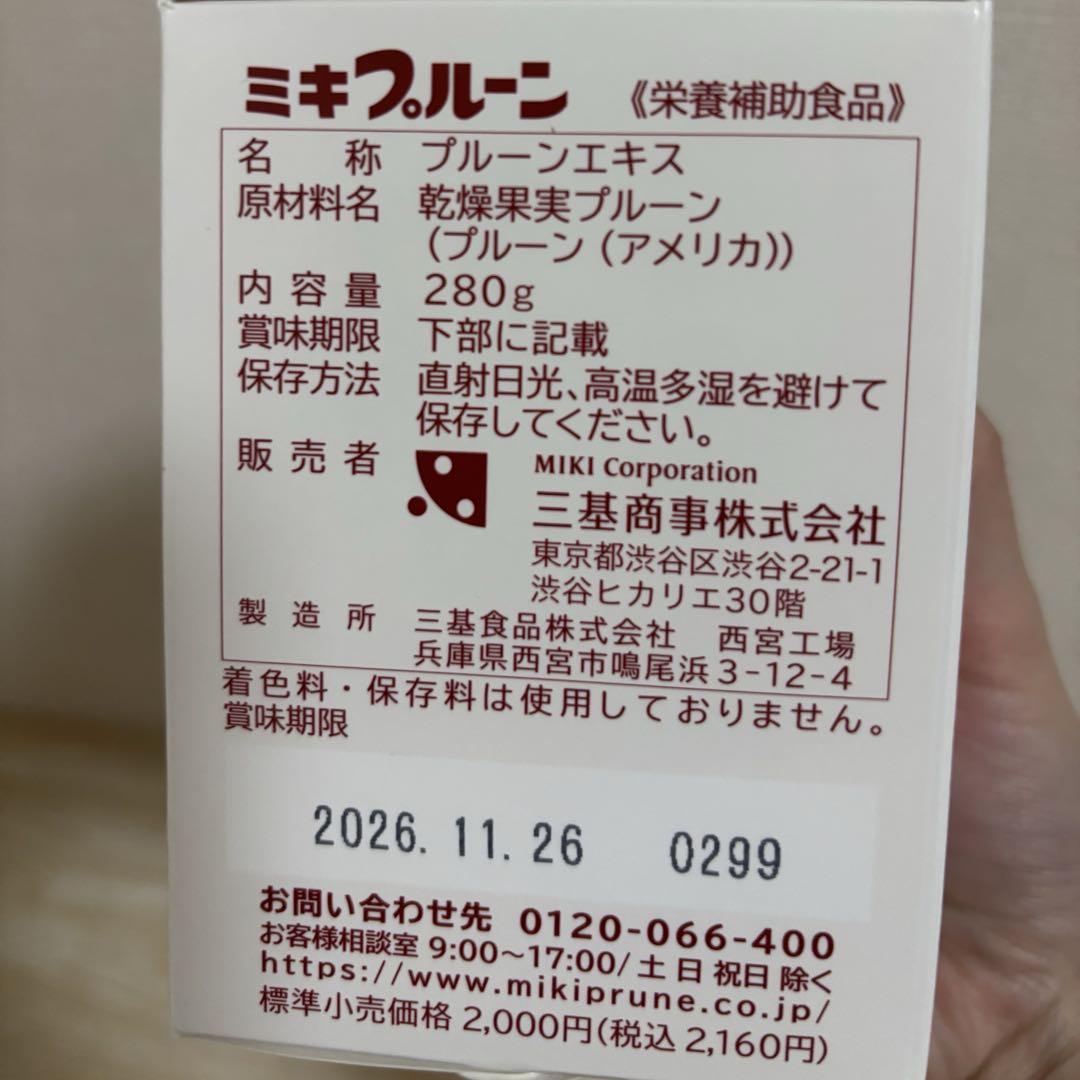 ミキプルーン 《栄養補助食品》
名称 プルーンエキス
原材料名 乾燥果実プルーン
(プルーン(アメリカ))
内容量 280g
賞味期限 下部に記載
保存方法 直射日光、高温多湿を避けて
保存してください。
販売者 MIKI Corporation
三基商事株式会社
東京都渋谷区渋谷2-21-1
渋谷ヒカリエ30階
製造所 三基食品株式会社 西宮工場
兵庫県西宮市鳴尾浜3-12-4
着色料・保存料は使用しておりません。
賞味期限
2026.11.26 0299
お問い合わせ先 0120-066-400
お客様相談室 9:00～17:00/土 日 祝日 除く
https://www.mikiprune.co.jp/
標準小売価格 2,000円(税込 2,160円)